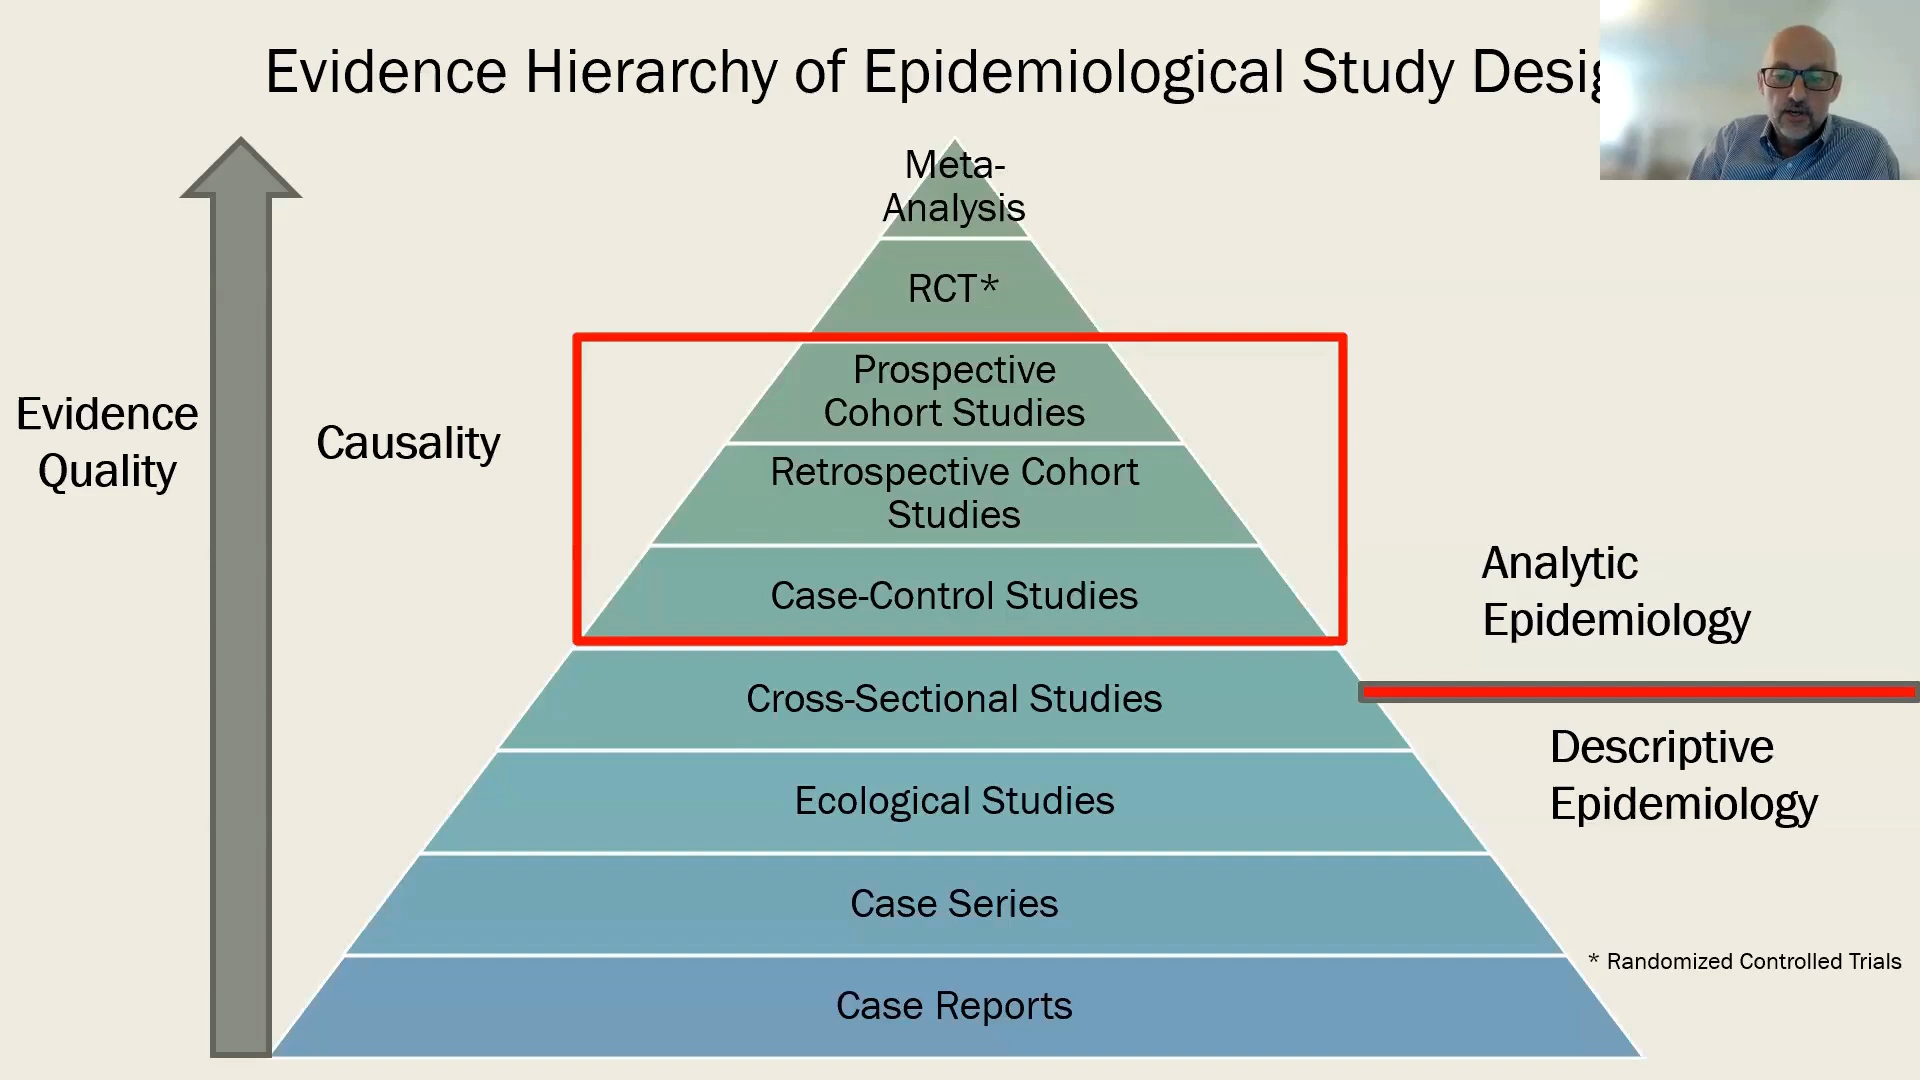 Evidence Hierarchy of Epidemiological Study
Meta-
Analysis
RCT*
Prospective
Cohort Studies
Retrospective Cohort
Studies
Case-Control Studies
Cross-Sectional Studies
Ecological Studies
Case Series
Case Reports
Evidence
Quality
Causality
Analytic
Epidemiology
Descriptive
Epidemiology
* Randomized Controlled Trials